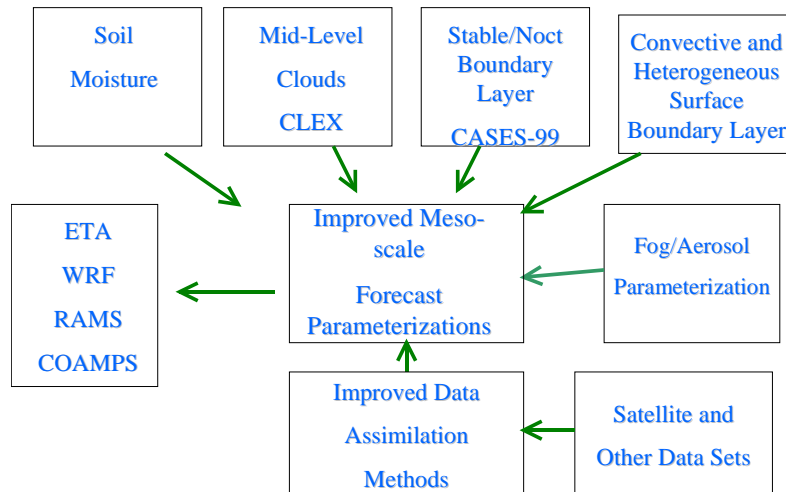 Soil
Moisture
Mid-Level
Clouds
CLEX
Stable/Noct
Boundary
Layer
CASES-99
Convective and
Heterogeneous
Surface
Boundary Layer
ETA
WRF
RAMS
COAMPS
Improved Meso-
scale
Forecast
Parameterizations
Fog/Aerosol
Parameterization
Improved Data
Assimilation
Methods
Satellite and
Other Data Sets